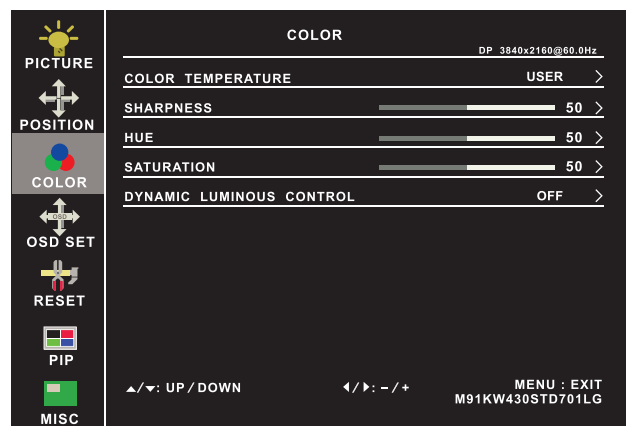 PICTURE
POSITION
COLOR
OSD
OSD SET
RESET
PIP
MISC
COLOR
DP 3840x2160@60.0Hz
COLOR TEMPERATURE USER >
SHARPNESS 50 >
HUE 50 >
SATURATION 50 >
DYNAMIC LUMINOUS CONTROL OFF >
▲/▼: UP / DOWN ◀/▶: – / + MENU : EXIT
M91KW430STD701LG